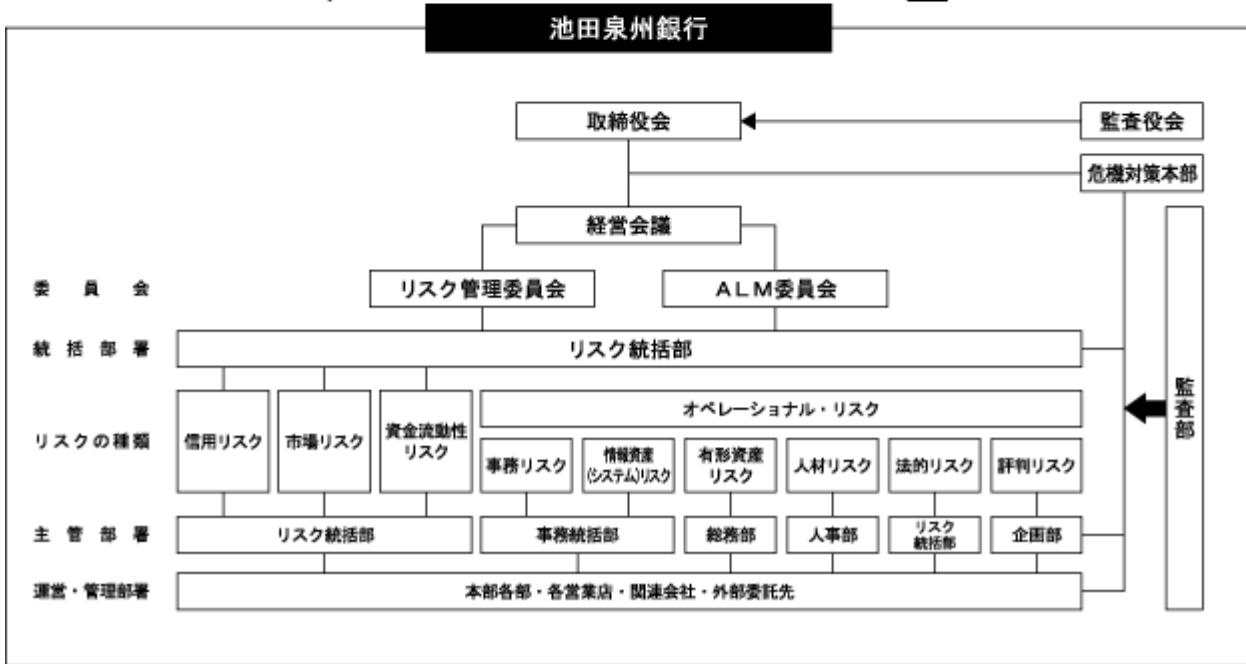 池田泉州銀行
取締役会
監査役会
危機対策本部
経営会議
委員会
リスク管理委員会
ALM委員会
統括部署
リスク統括部
監査部
リスクの種類
信用リスク
市場リスク
資金流動性
リスク
オペレーショナル・リスク
事務リスク
情報資産
(システム)リスク
有形資産
リスク
人材リスク
法的リスク
評判リスク
主管部署
リスク統括部
事務統括部
総務部
人事部
リスク
統括部
企画部
運営・管理部署
本部各部・各営業店・関連会社・外部委託先